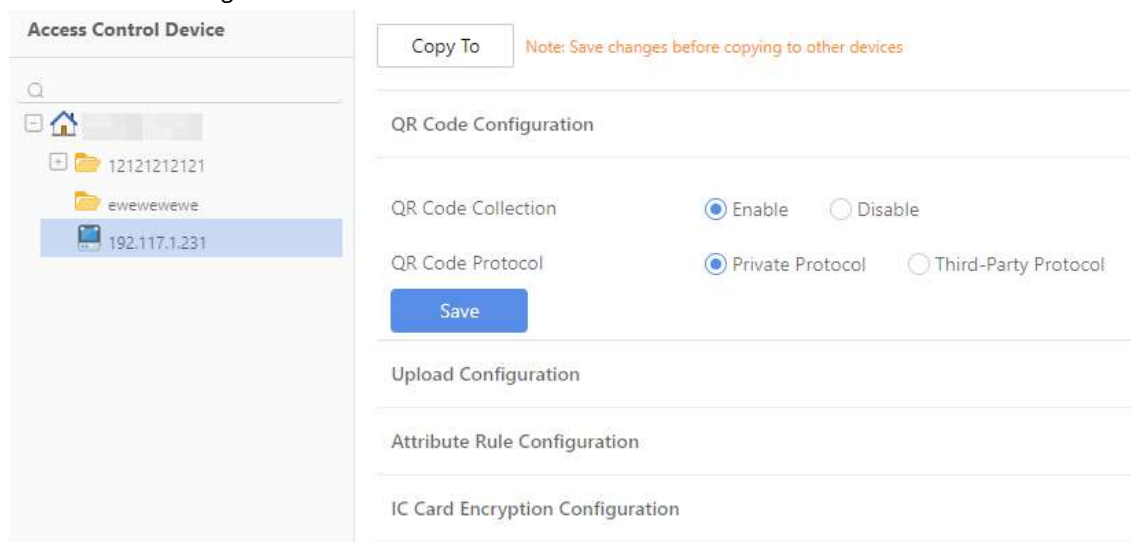 Access Control Device
Copy To
Note: Save changes before copying to other devices
QR Code Configuration
12121212121
ewewewewe
QR Code Collection
Enable
Disable
192.117.1.231
QR Code Protocol
Private Protocol
Third-Party Protocol
Save
Upload Configuration
Attribute Rule Configuration
IC Card Encryption Configuration